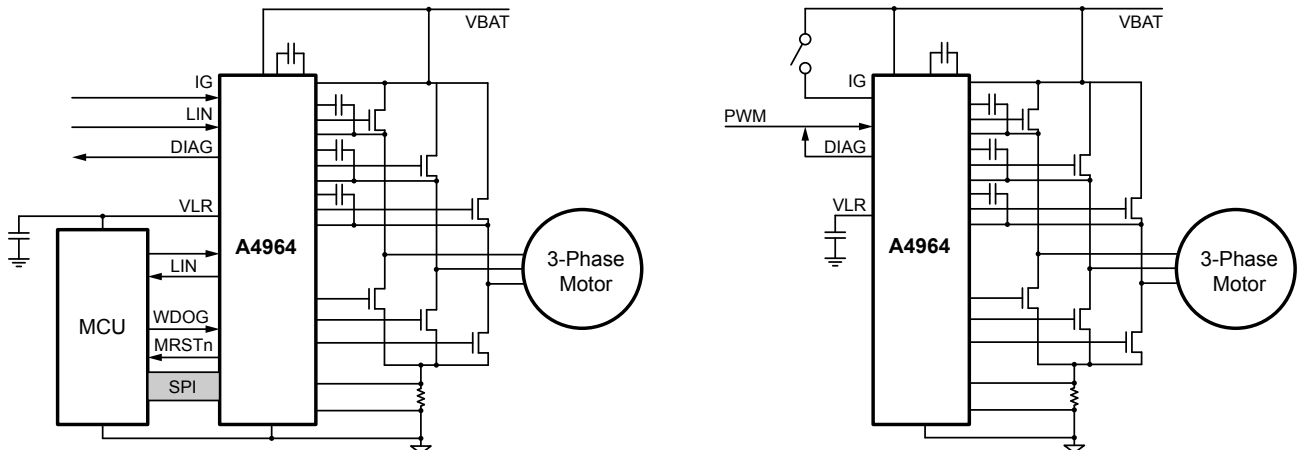 VBAT
IG
LIN
DIAG
VLR
A4964
LIN
MCU
WDOG
MRSTn
SPI
3-Phase
Motor
VBAT
IG
PWM
DIAG
VLR
A4964
3-Phase
Motor